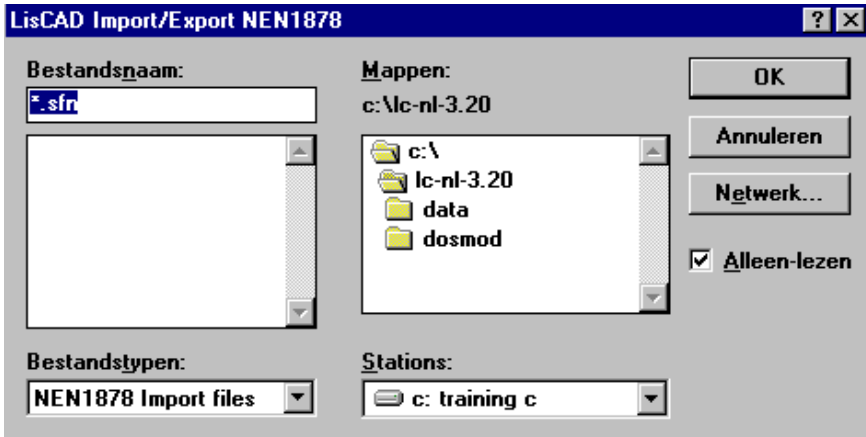 LisCAD Import/Export NEN1878
Bestandsnaam:
*.sfn
Mappen:
c:\lc-nl-3.20
c:\
lc-nl-3.20
data
dosmod
OK
Annuleren
Netwerk...
Alleen-lezen
Bestandstypen:
NEN1878 Import files
Stations:
c: training c